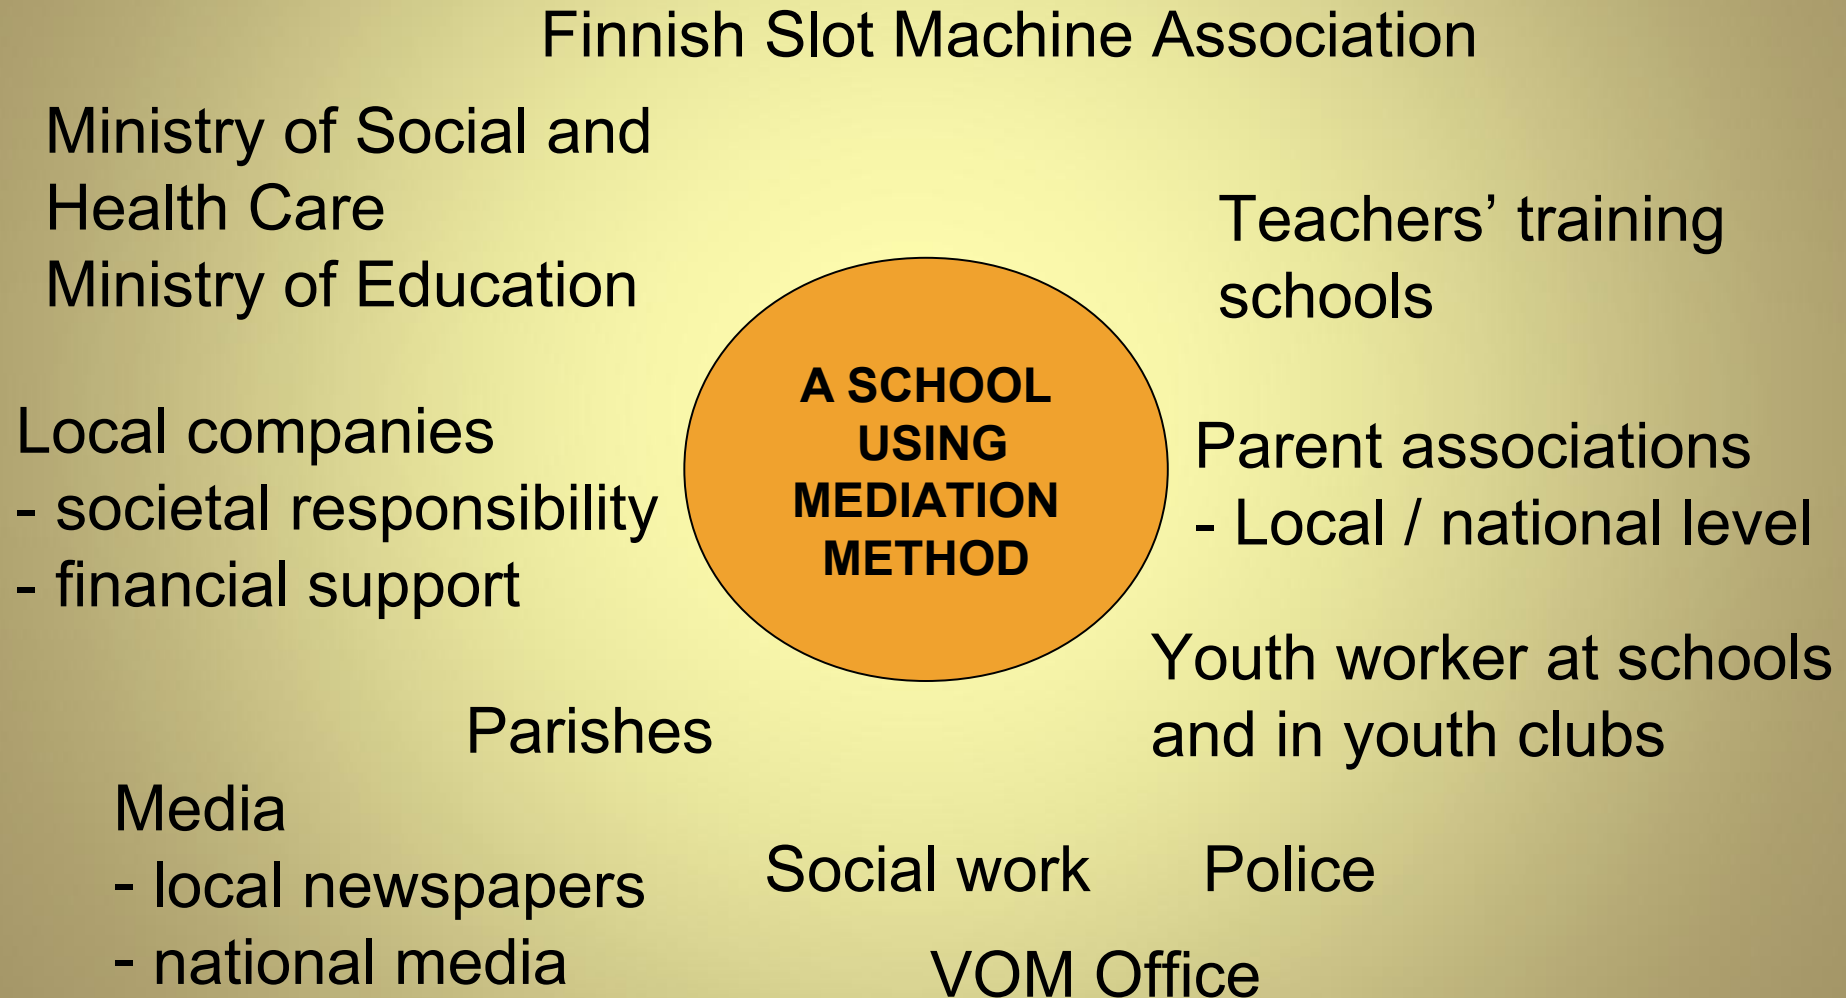 Finnish Slot Machine Association
Ministry of Social and
Health Care
Ministry of Education
Teachers’ training
schools
A SCHOOL
USING
MEDIATION
METHOD
Local companies
- societal responsibility
- financial support
Parent associations
- Local / national level
Youth worker at schools
and in youth clubs
Parishes
Media
- local newspapers
- national media
Social work
Police
VOM Office